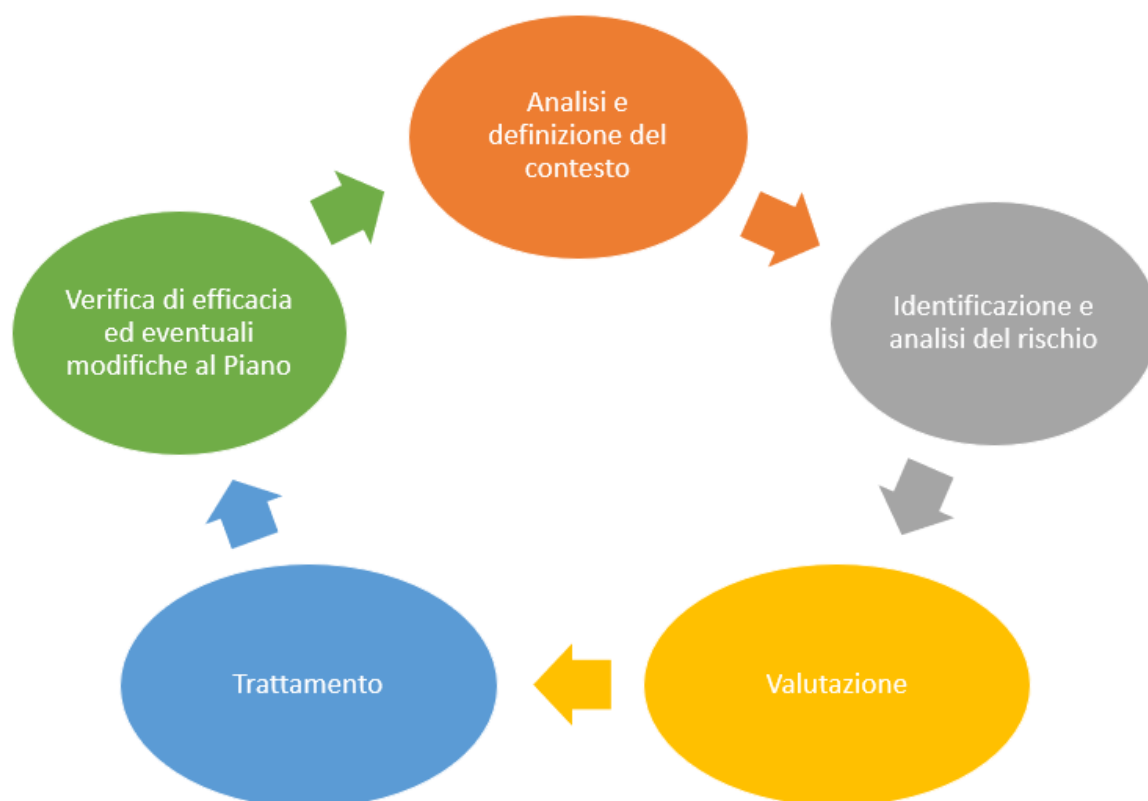 Analisi e
definizione del
contesto
Identificazione e
analisi del rischio
Valutazione
Trattamento
Verifica di efficacia
ed eventuali
modifiche al Piano